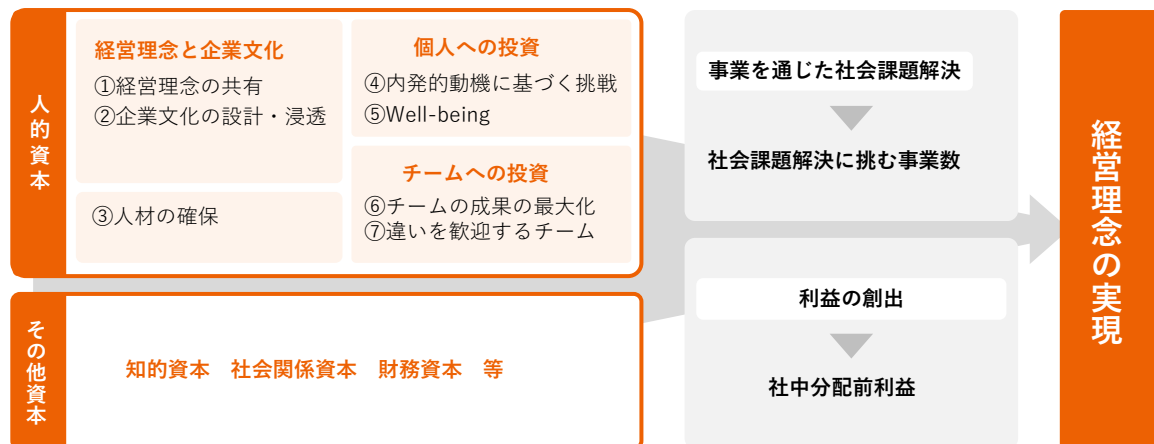 人的資本
経営理念と企業文化
①経営理念の共有
②企業文化の設計・浸透
③人材の確保
個人への投資
④内発的動機に基づく挑戦
⑤Well-being
チームへの投資
⑥チームの成果の最大化
⑦違いを歓迎するチーム
その他資本
知的資本 社会関係資本 財務資本 等
事業を通じた社会課題解決
社会課題解決に挑む事業数
利益の創出
社中分配前利益
経営理念の実現